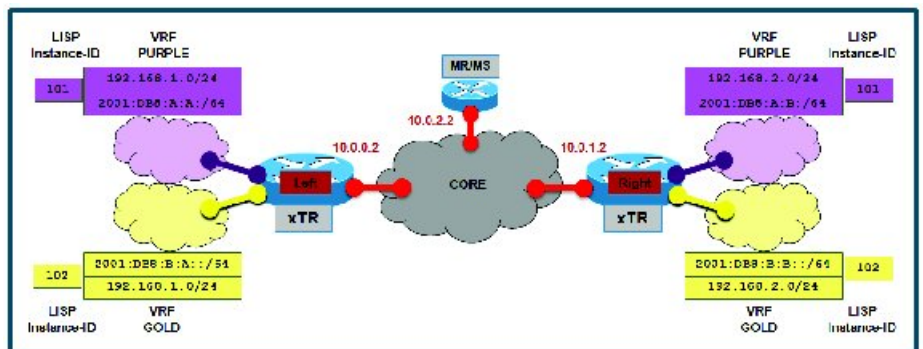 LISP
Instance-ID
VRF
PURPLE
101
192.168.1.0/24
2001:DB8:A:A::/64
MR/MS
10.0.2.2
VRF
PURPLE
LISP
Instance-ID
192.168.2.0/24
2001:DB8:A:B::/64
101
10.0.0.2
10.0.1.2
Left
xTR
CORE
Right
xTR
102
2001:DB8:B:A::/64
192.168.1.0/24
LISP
Instance-ID
VRF
GOLD
2001:DB8:B:B::/64
192.168.2.0/24
102
VRF
GOLD
LISP
Instance-ID